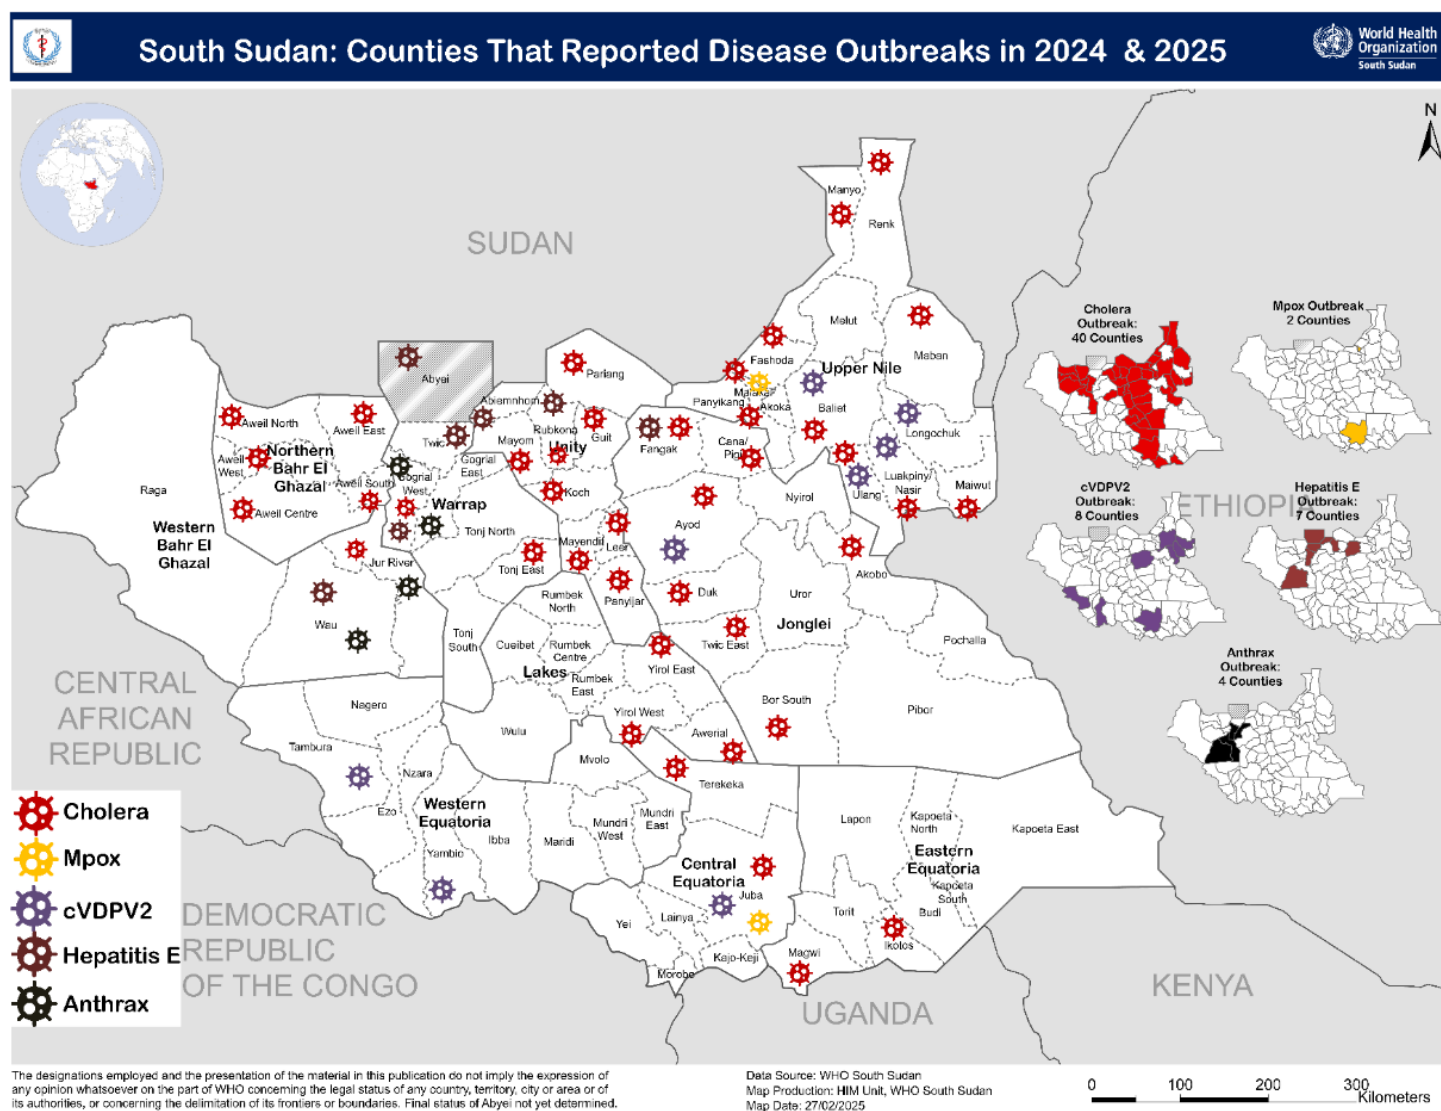 South Sudan: Counties That Reported Disease Outbreaks in 2024 & 2025
World Health
Organization
South Sudan
N
SUDAN
Manyo
Renk
Melut
Maban
Fashoda
Upper Nile
Panyikang
Akoka
Baliet
Longochuk
Luakpiny/
Nasir
Maiwut
Ulang
Abyei
Pariang
Abiemnhom
Rubkona
Guit
Unity
Mayom
Koch
Mayendit
Leer
Panyijar
Fangak
Cana/
Pigi
Nyirol
Ayod
Akobo
Duk
Uror
Jonglei
Twic East
Pochalla
Bor South
Pibor
Aweil North
Aweil East
Northern
Bahr El
Ghazal
Aweil
West
Aweil South
Aweil Centre
Twic
Gogrial
East
Gogrial
West
Warrap
Tonj North
Tonj East
Tonj
South
Raga
Western
Bahr El
Ghazal
Jur River
Wau
Rumbek
North
Cueibet
Rumbek
Centre
Lakes
Rumbek
East
Yirol East
Yirol West
Awerial
Wulu
Nagero
Tambura
Nzara
Ezo
Western
Equatoria
Yambio
Ibba
Maridi
Mvolo
Mundri
West
Mundri
East
Terekeka
Central
Equatoria
Juba
Lainya
Yei
Kajo-Keji
Morobo
Lapon
Kapoeta
North
Kapoeta East
Eastern
Equatoria
Kapoeta
South
Torit
Budi
Ikolos
Magwi
CENTRAL
AFRICAN
REPUBLIC
DEMOCRATIC
REPUBLIC
OF THE CONGO
UGANDA
KENYA
ETHIOPIA
Cholera
Outbreak:
40 Counties
Mpox Outbreak
2 Counties
cVDPV2
Outbreak:
8 Counties
Hepatitis E
Outbreak:
7 Counties
Anthrax
Outbreak:
4 Counties
Cholera
Mpox
cVDPV2
Hepatitis E
Anthrax
The designations employed and the presentation of the material in this publication do not imply the expression of
any opinion whatsoever on the part of WHO concerning the legal status of any country, territory, city or area or of
its authorities, or concerning the delimitation of its frontiers or boundaries. Final status of Abyei not yet determined.
Data Source: WHO South Sudan
Map Production: HIM Unit, WHO South Sudan
Map Date: 27/02/2025
0 100 200 300
Kilometers